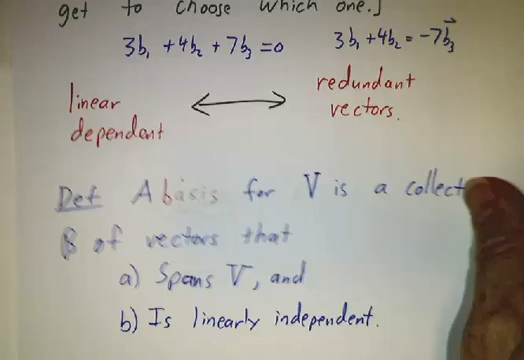 get to choose which one.]
3b₁ + 4b₂ + 7b₃ = 0 3b₁ + 4b₂ = -7b⃗₃
linear dependent ⟷ redundant vectors.
Def A basis for V is a collect
B of vectors that
a) Spans V, and
b) Is linearly independent.